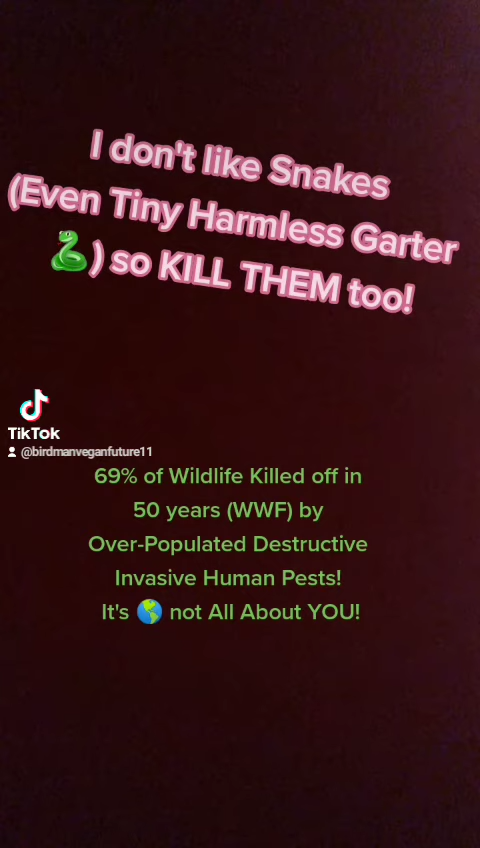 I don't like Snakes
(Even Tiny Harmless Garter
🐍) so KILL THEM too!
TikTok
@birdmanveganfuture11
69% of Wildlife Killed off in
50 years (WWF) by
Over-Populated Destructive
Invasive Human Pests!
It's 🌎 not All About YOU!